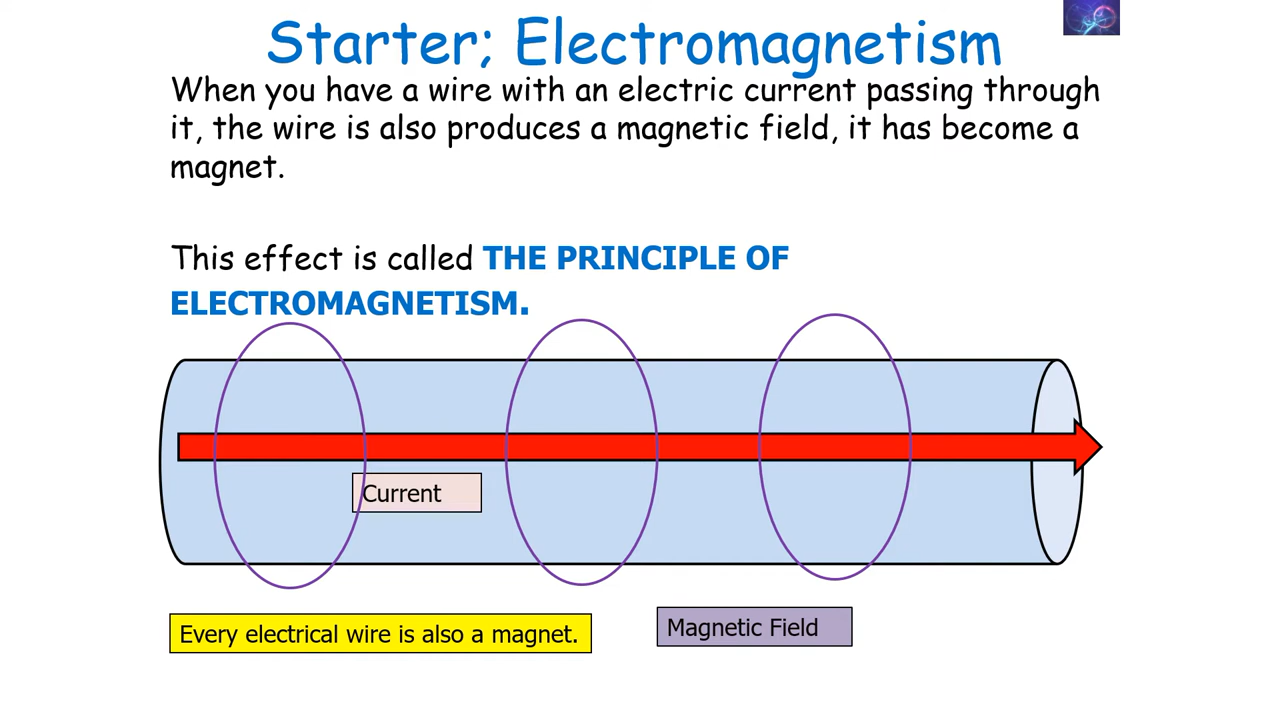 Starter; Electromagnetism
When you have a wire with an electric current passing through
it, the wire is also produces a magnetic field, it has become a
magnet.
This effect is called THE PRINCIPLE OF
ELECTROMAGNETISM.
Current
Every electrical wire is also a magnet.
Magnetic Field